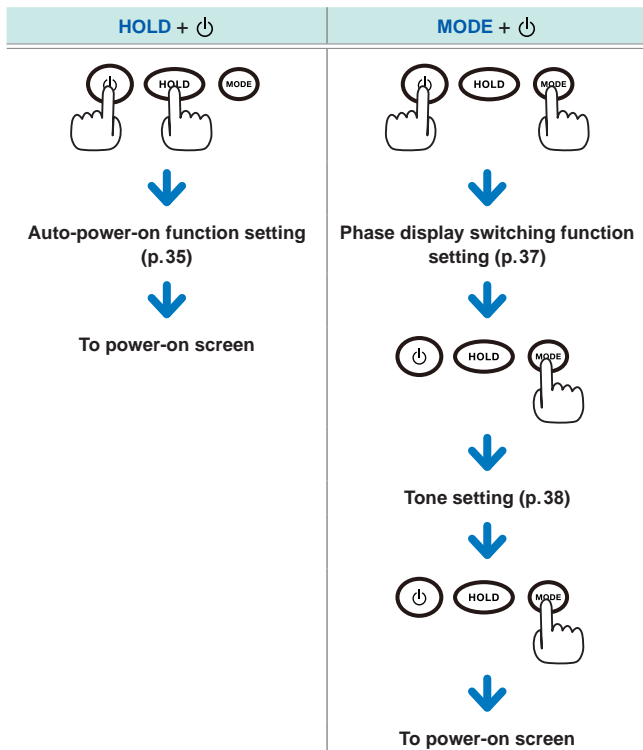 HOLD +
MODE +
HOLD
MODE
HOLD
MODE
Auto-power-on function setting
(p.35)
Phase display switching function
setting (p.37)
To power-on screen
HOLD
MODE
Tone setting (p.38)
HOLD
MODE
To power-on screen